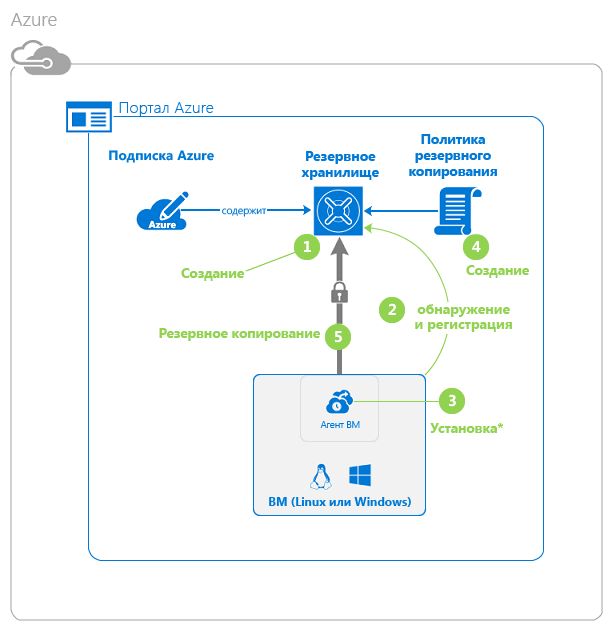 Azure
Портал Azure
Подписка Azure
Резервное
хранилище
Политика
резервного
копирования
Azure
содержит
1
Создание
4
Создание
2
обнаружение
и регистрация
Резервное копирование
5
3
Установка*
Агент ВМ
ВМ (Linux или Windows)